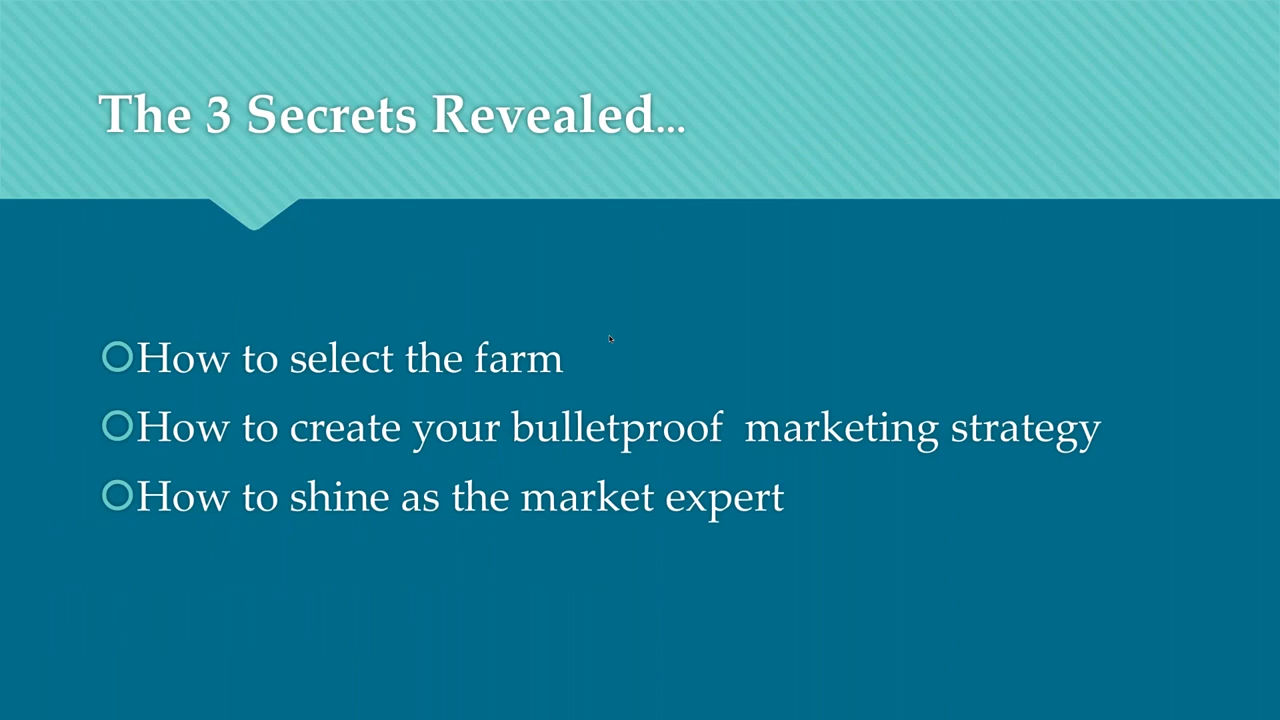 The 3 Secrets Revealed...
How to select the farm
How to create your bulletproof  marketing strategy
How to shine as the market expert